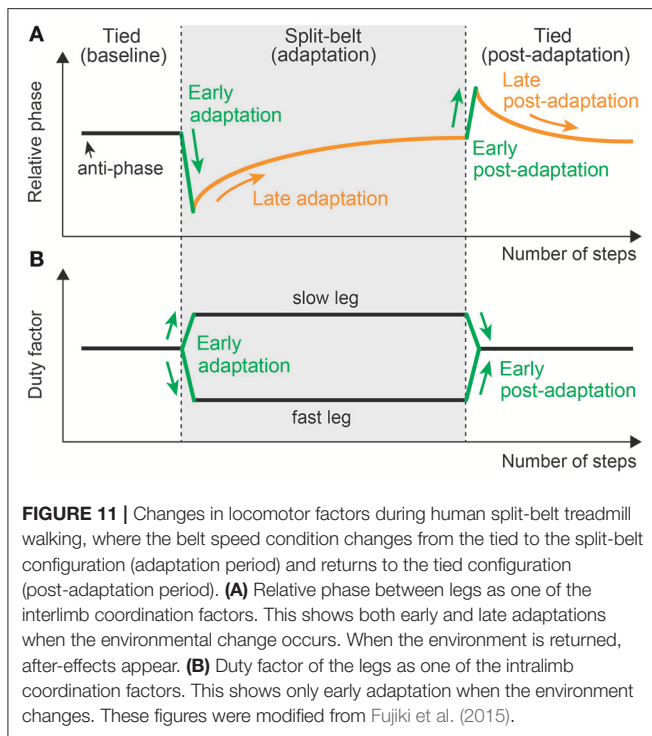 A
Tied
(baseline)
Split-belt
(adaptation)
Tied
(post-adaptation)
Relative phase
anti-phase
Early
adaptation
Late adaptation
Late
post-adaptation
Early
post-adaptation
Number of steps
B
Duty factor
slow leg
Early
adaptation
fast leg
Early
post-adaptation
Number of steps
FIGURE 11 | Changes in locomotor factors during human split-belt treadmill
walking, where the belt speed condition changes from the tied to the split-belt
configuration (adaptation period) and returns to the tied configuration
(post-adaptation period). (A) Relative phase between legs as one of the
interlimb coordination factors. This shows both early and late adaptations
when the environmental change occurs. When the environment is returned,
after-effects appear. (B) Duty factor of the legs as one of the intralimb
coordination factors. This shows only early adaptation when the environment
changes. These figures were modified from Fujiki et al. (2015).